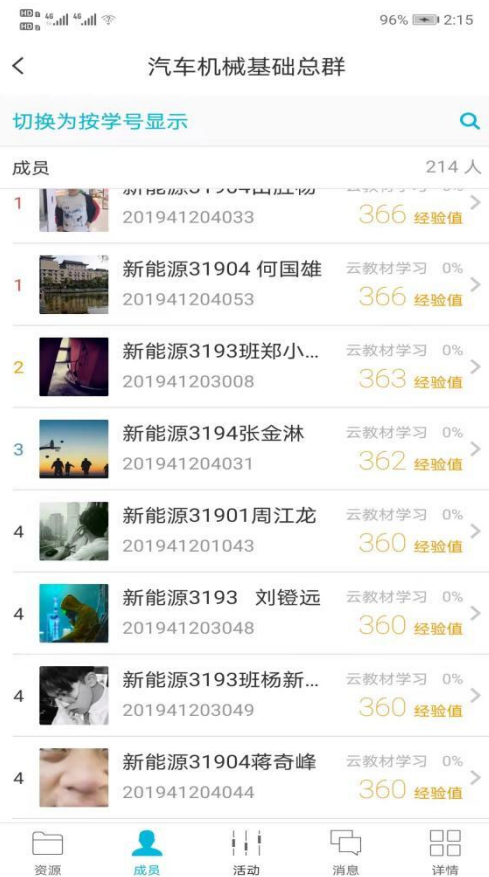 96% 2:15
汽车机械基础总群
切换为按学号显示
成员 214 人
1
201941204033 366 经验值
1 新能源31904 何国雄 云教材学习 0%
201941204053 366 经验值
2 新能源3193班郑小... 云教材学习 0%
201941203008 363 经验值
3 新能源3194张金淋 云教材学习 0%
201941204031 362 经验值
4 新能源31901周江龙 云教材学习 0%
201941201043 360 经验值
4 新能源3193 刘镫远 云教材学习 0%
201941203048 360 经验值
4 新能源3193班杨新... 云教材学习 0%
201941203049 360 经验值
4 新能源31904蒋奇峰 云教材学习 0%
201941204044 360 经验值
资源 成员 活动 消息 详情